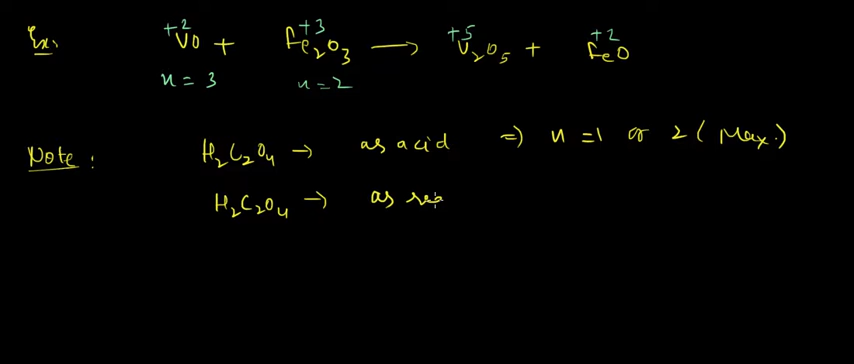 Ex. +2 VO + +3 Fe2O3 → +5 V2O5 + +2 FeO
n = 3 n = 2
Note: H2C2O4 → as acid ⇒ n = 1 or 2 (Max.)
H2C2O4 → as